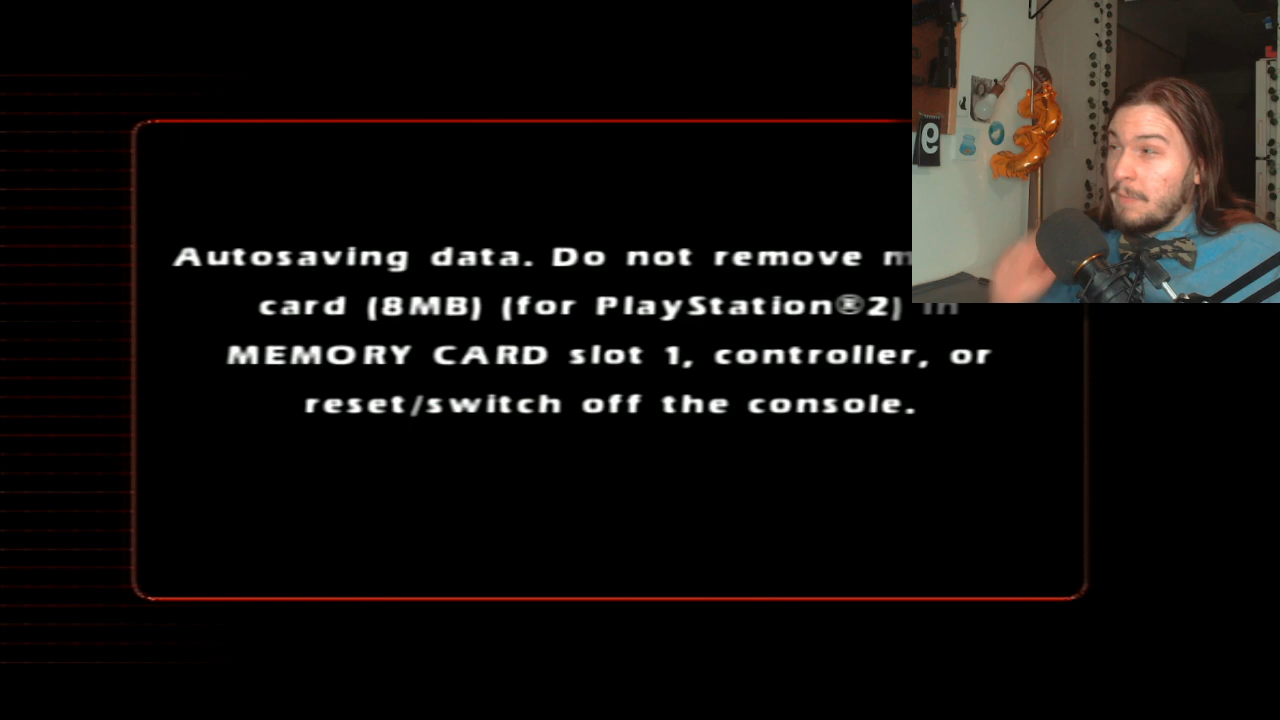 Autosaving data. Do not remove
card (8MB) (for PlayStation®2) in
MEMORY CARD slot 1, controller, or
reset/switch off the console.
e